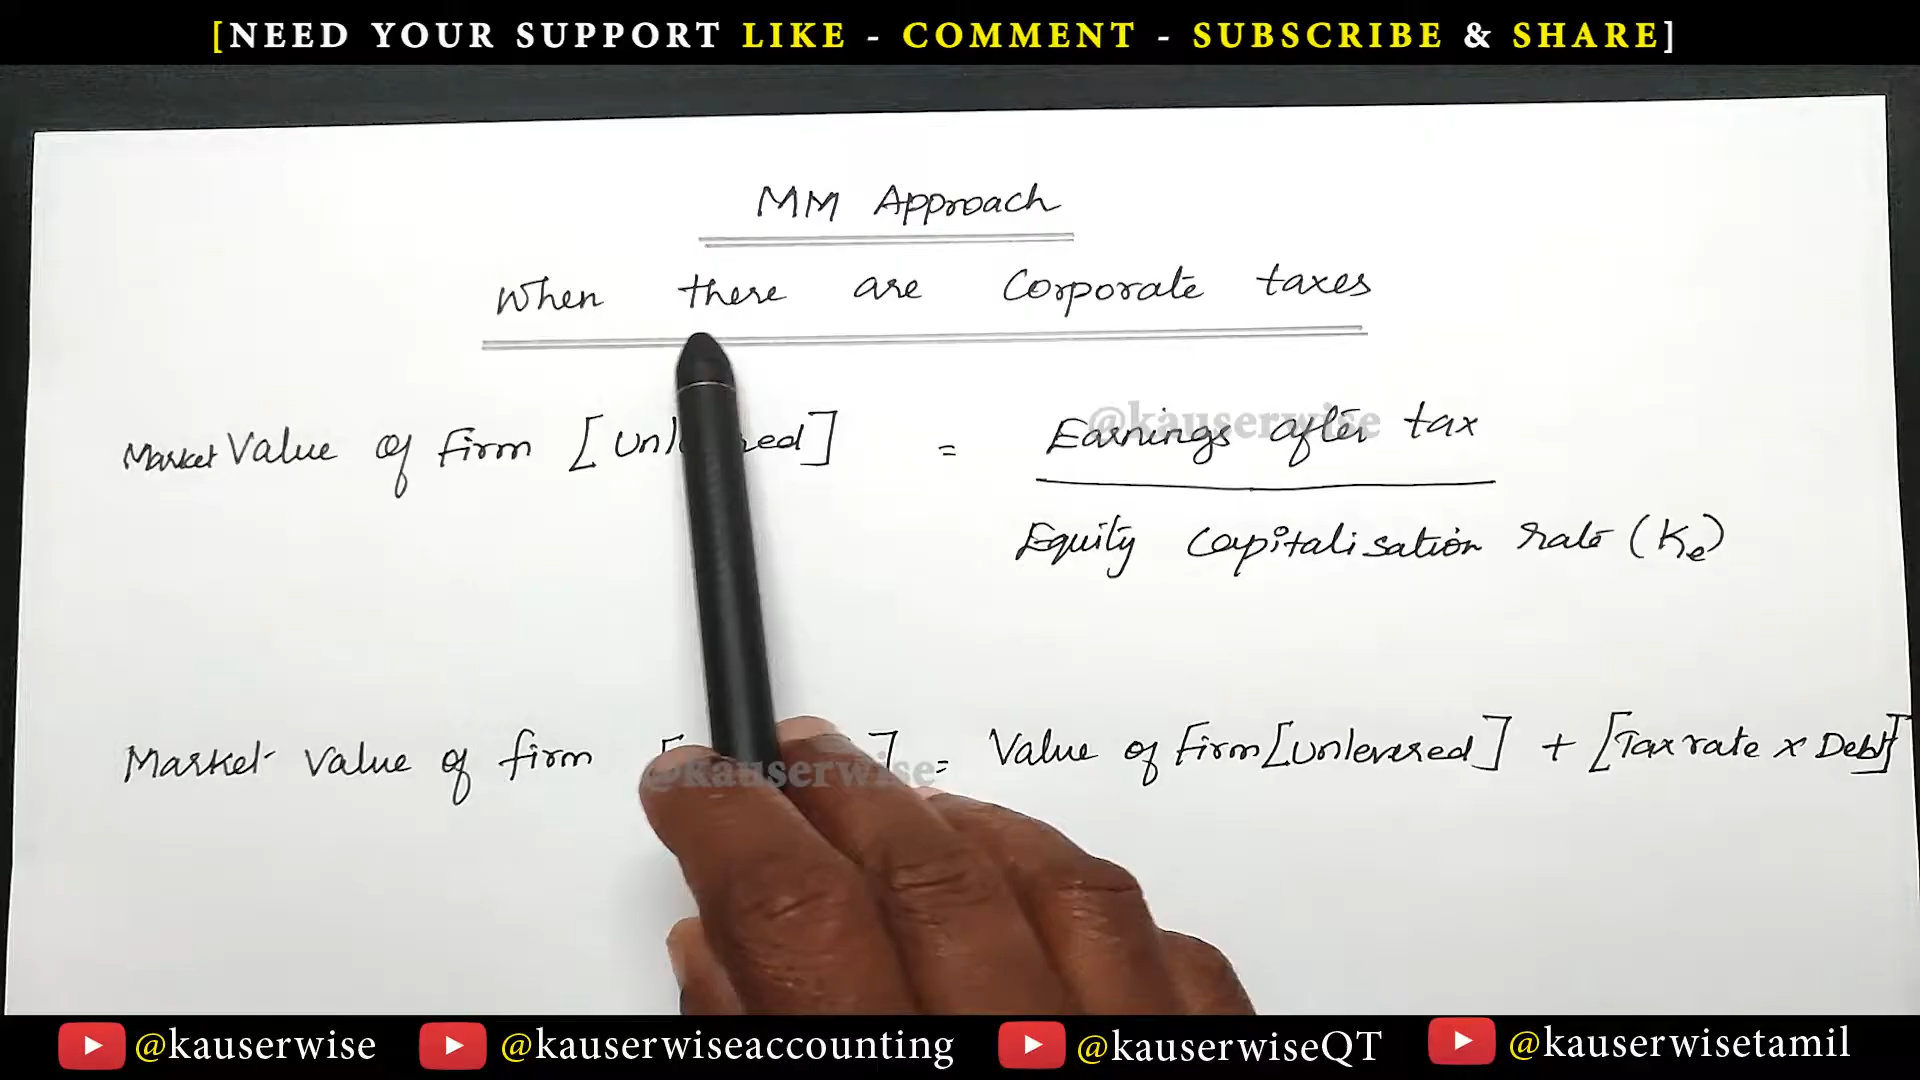 [NEED YOUR SUPPORT LIKE - COMMENT - SUBSCRIBE & SHARE]
MM Approach
When there are Corporate taxes
@kauserwise
Market Value of firm [ ] = Earnings after tax
Equity Capitalisation rate (Ke)
Market Value of firm [ ] = Value of Firm [Unlevered] + [Tax rate x Debt]
@kauserwise
@kauserwise @kauserwiseaccounting @kauserwiseQT @kauserwisetamil